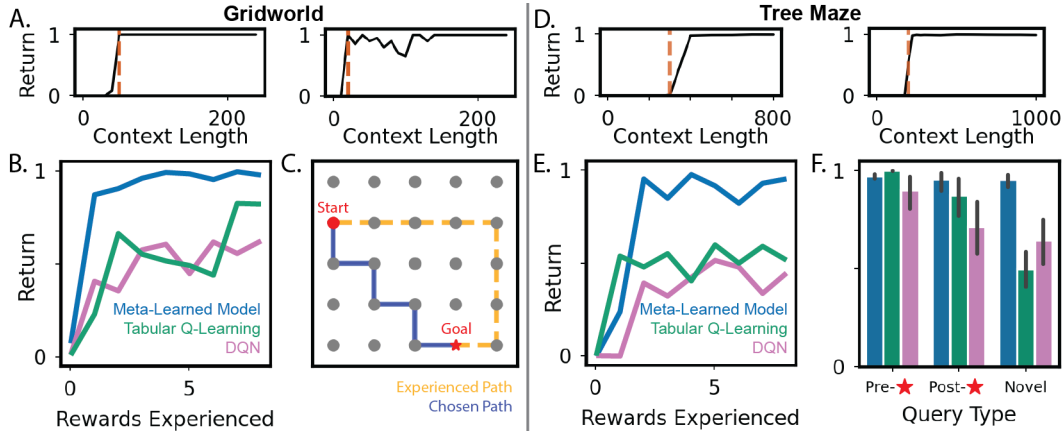 Gridworld
A.
1
0
Return
0
200
Context Length
0
200
Context Length
B.
1
0
Return
Meta-Learned Model
Tabular Q-Learning
DQN
0
5
Rewards Experienced
C.
Start
Goal
Experienced Path
Chosen Path
Tree Maze
D.
1
0
Return
0
800
Context Length
1
0
0
1000
Context Length
E.
1
0
Return
Meta-Learned Model
Tabular Q-Learning
DQN
0
5
Rewards Experienced
F.
1
0
Pre-★
Post-★
Novel
Query Type